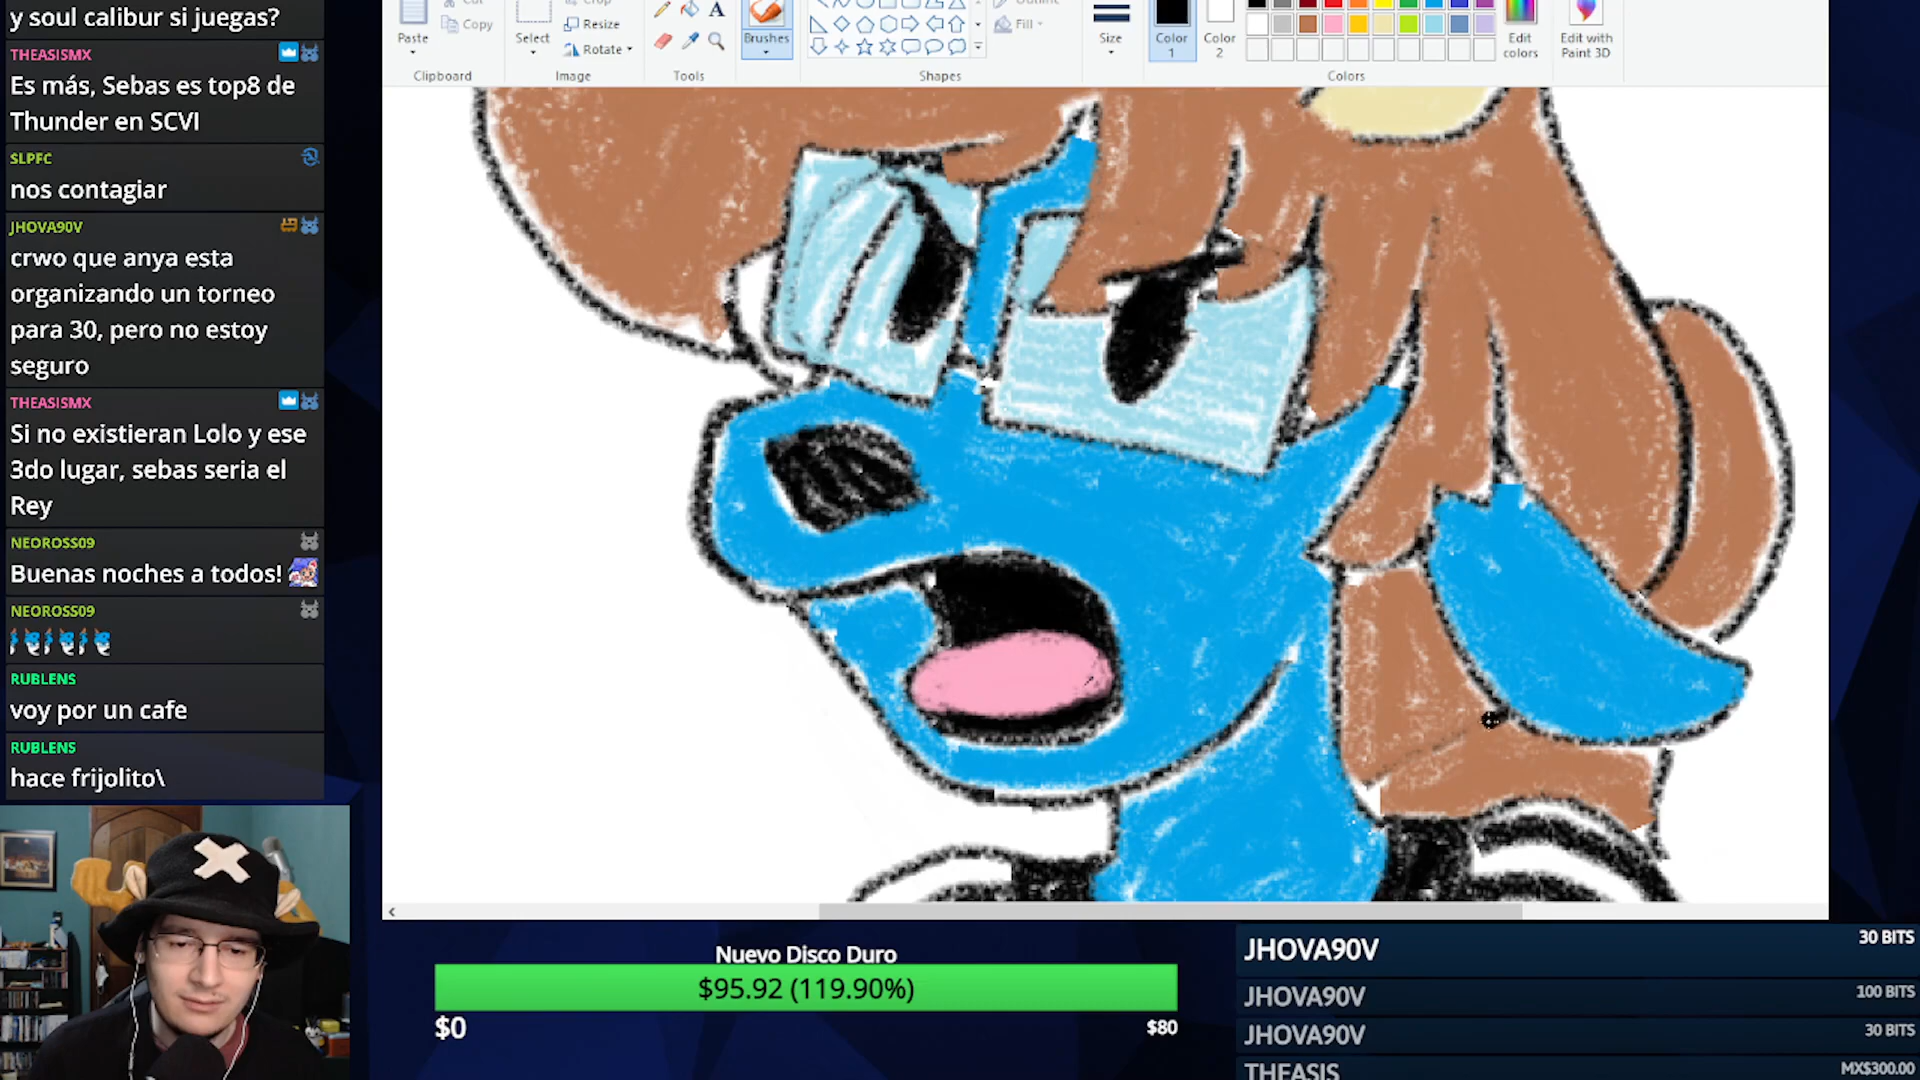 y soul calibur si juegas?
THEASISMX
Es más, Sebas es top8 de
Thunder en SCVI
SLPFC
nos contagiar
JHOVA90V
crwo que anya esta
organizando un torneo
para 30, pero no estoy
seguro
THEASISMX
Si no existieran Lolo y ese
3do lugar, sebas seria el
Rey
NEOROSS09
Buenas noches a todos!
NEOROSS09
RUBLENS
voy por un cafe
RUBLENS
hace frijolito\
Paste
Cut
Copy
Clipboard
Select
Crop
Resize
Rotate
Image
A
Tools
Brushes
Outline
Fill
Shapes
Size
Color
1
Color
2
Edit
colors
Edit with
Paint 3D
Colors
Nuevo Disco Duro
$95.92 (119.90%)
$0
$80
JHOVA90V
30 BITS
JHOVA90V
100 BITS
JHOVA90V
30 BITS
THEASIS
MX$300.00